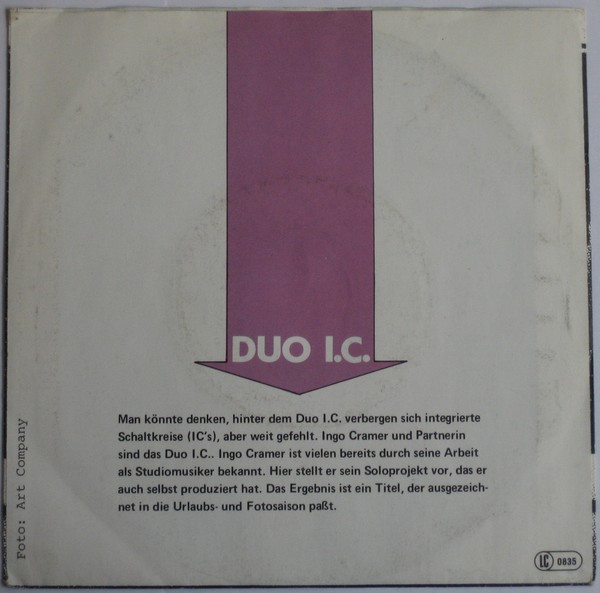 DUO I.C.
Man könnte denken, hinter dem Duo I.C. verbergen sich integrierte
Schaltkreise (IC's), aber weit gefehlt. Ingo Cramer und Partnerin
sind das Duo I.C.. Ingo Cramer ist vielen bereits durch seine Arbeit
als Studiomusiker bekannt. Hier stellt er sein Soloprojekt vor, das er
auch selbst produziert hat. Das Ergebnis ist ein Titel, der ausgezeich-
net in die Urlaubs- und Fotosaison paßt.
Foto: Art Company
LC 0835